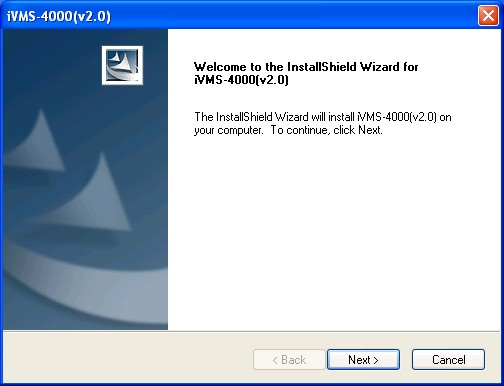 iVMS-4000(v2.0)
Welcome to the InstallShield Wizard for
iVMS-4000(v2.0)
The InstallShield Wizard will install iVMS-4000(v2.0) on
your computer. To continue, click Next.
< Back
Next >
Cancel